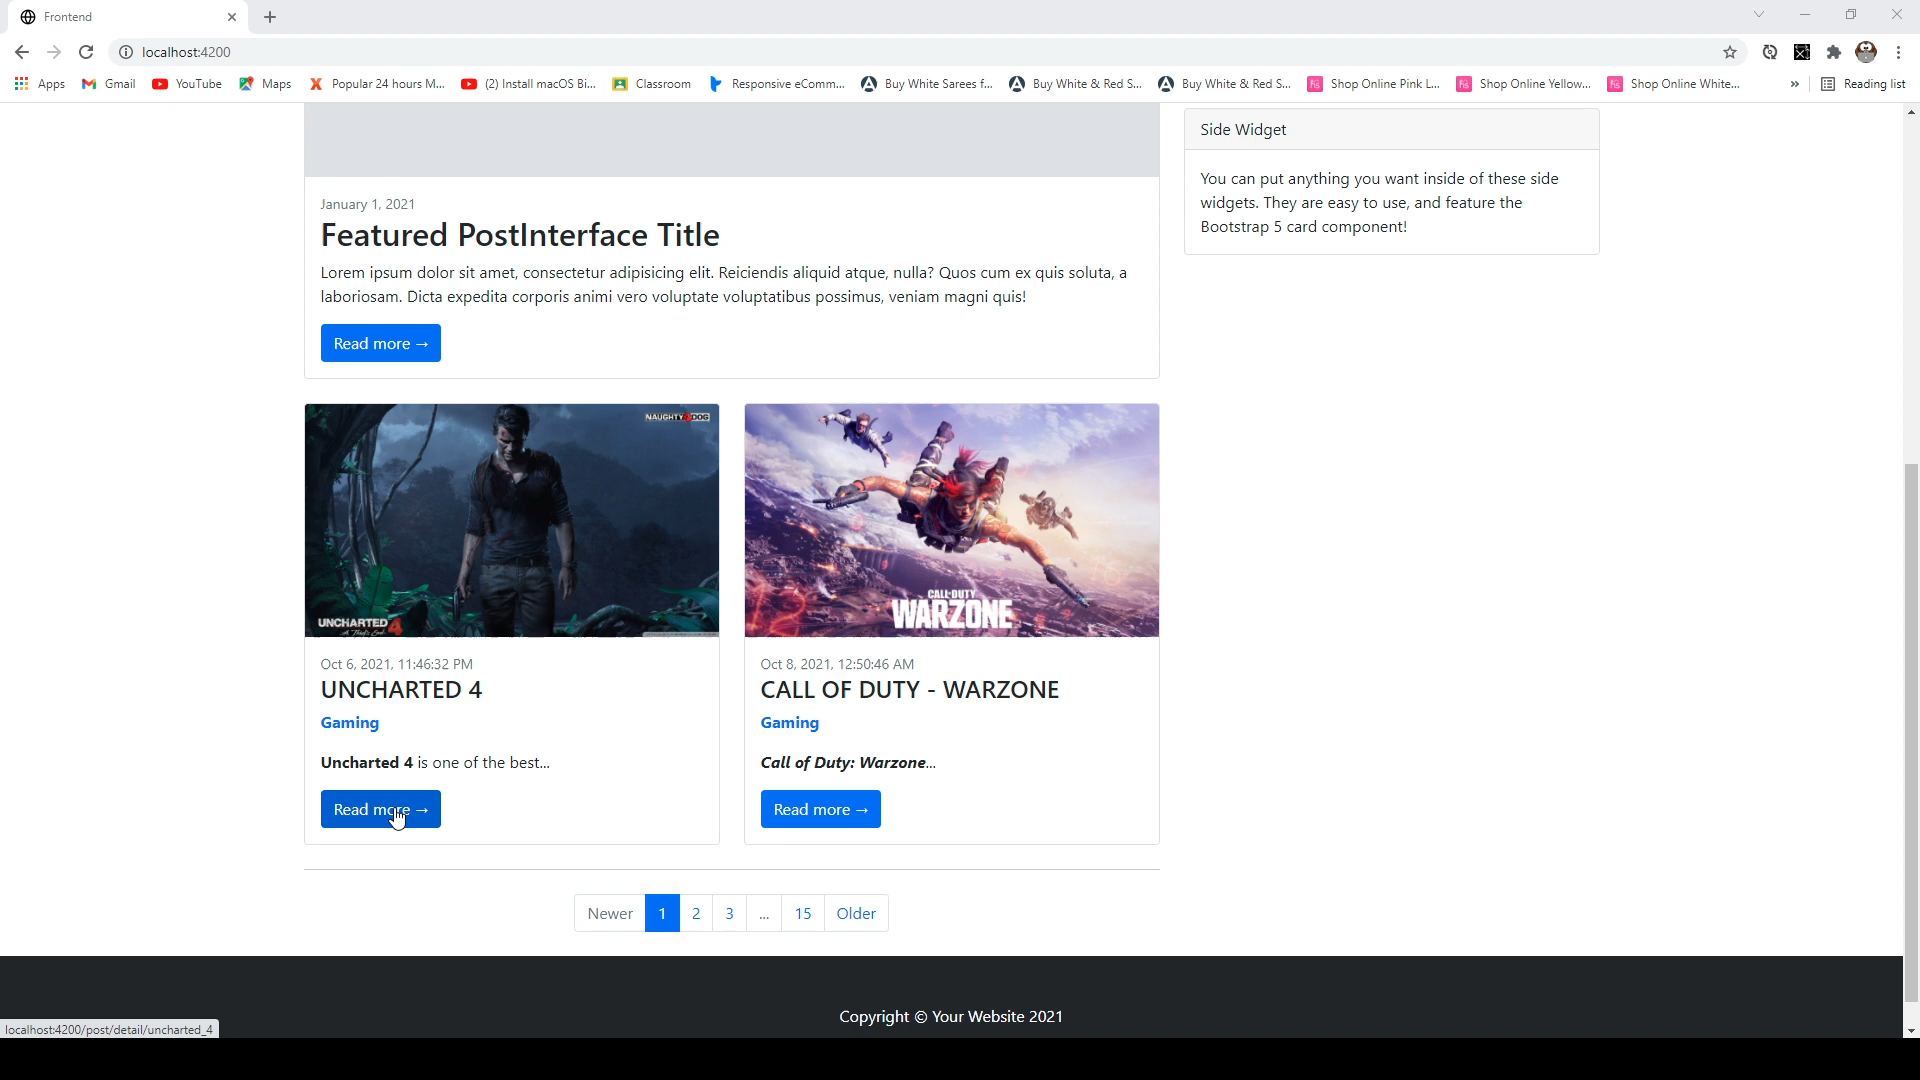 Frontend
localhost:4200
Apps
Gmail
YouTube
Maps
Popular 24 hours M...
(2) Install macOS Bi...
Classroom
Responsive eComm...
Buy White Sarees f...
Buy White & Red S...
Buy White & Red S...
Shop Online Pink L...
Shop Online Yellow...
Shop Online White...
»
Reading list
Side Widget
You can put anything you want inside of these side
widgets. They are easy to use, and feature the
Bootstrap 5 card component!
January 1, 2021
Featured PostInterface Title
Lorem ipsum dolor sit amet, consectetur adipisicing elit. Reiciendis aliquid atque, nulla? Quos cum ex quis soluta, a
laboriosam. Dicta expedita corporis animi vero voluptate voluptatibus possimus, veniam magni quis!
Read more →
NAUGHTY DOG
UNCHARTED 4
A Thief's End
CALL OF DUTY
WARZONE
Oct 6, 2021, 11:46:32 PM
UNCHARTED 4
Gaming
Uncharted 4 is one of the best...
Read more →
Oct 8, 2021, 12:50:46 AM
CALL OF DUTY - WARZONE
Gaming
Call of Duty: Warzone...
Read more →
Newer 1 2 3 ... 15 Older
Copyright © Your Website 2021
localhost:4200/post/detail/uncharted_4